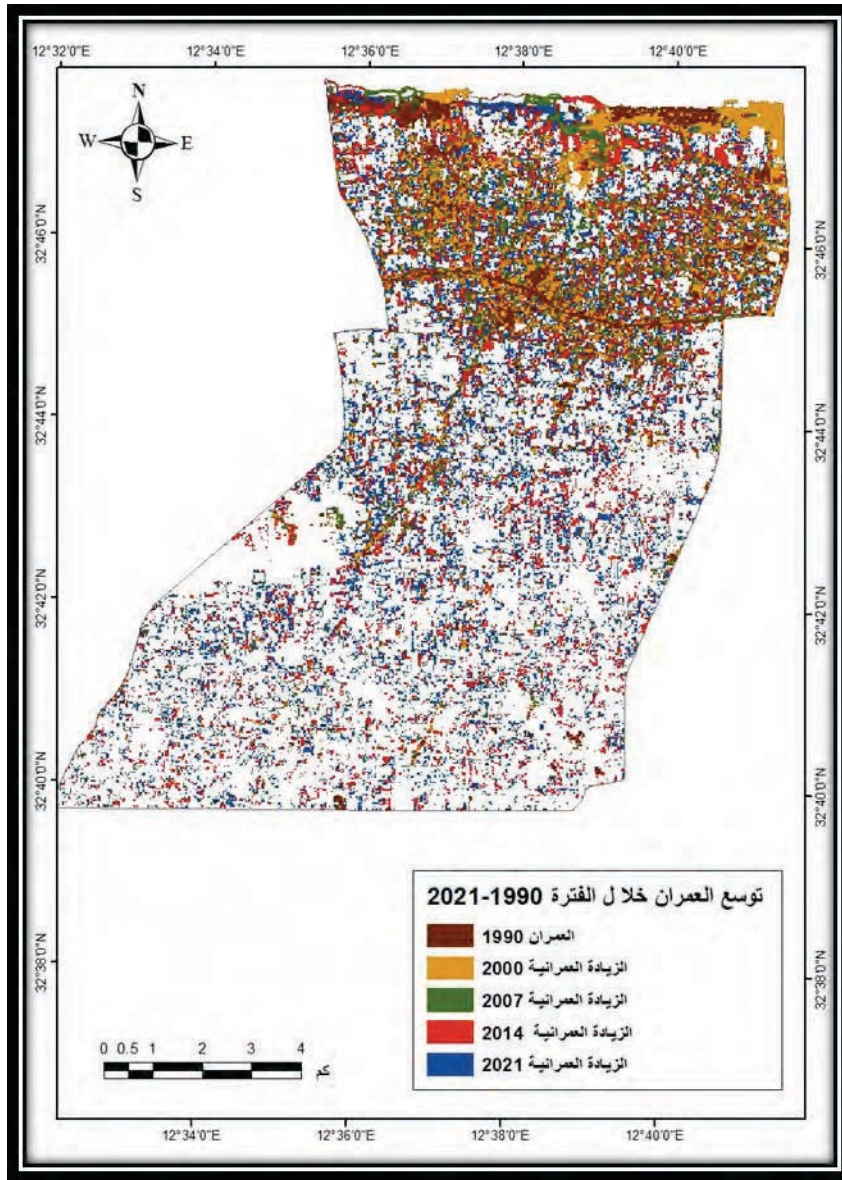 12°32'0"E 12°34'0"E 12°36'0"E 12°38'0"E 12°40'0"E
N
W E
S
32°46'0"N 32°46'0"N
32°44'0"N 32°44'0"N
32°42'0"N 32°42'0"N
32°40'0"N 32°40'0"N
32°38'0"N 32°38'0"N
توسع العمران خلا ل الفترة 1990-2021
العمران 1990
الزيادة العمرانية 2000
الزيادة العمرانية 2007
الزيادة العمرانية 2014
الزيادة العمرانية 2021
0 0.5 1 2 3 4
كم
12°34'0"E 12°36'0"E 12°38'0"E 12°40'0"E